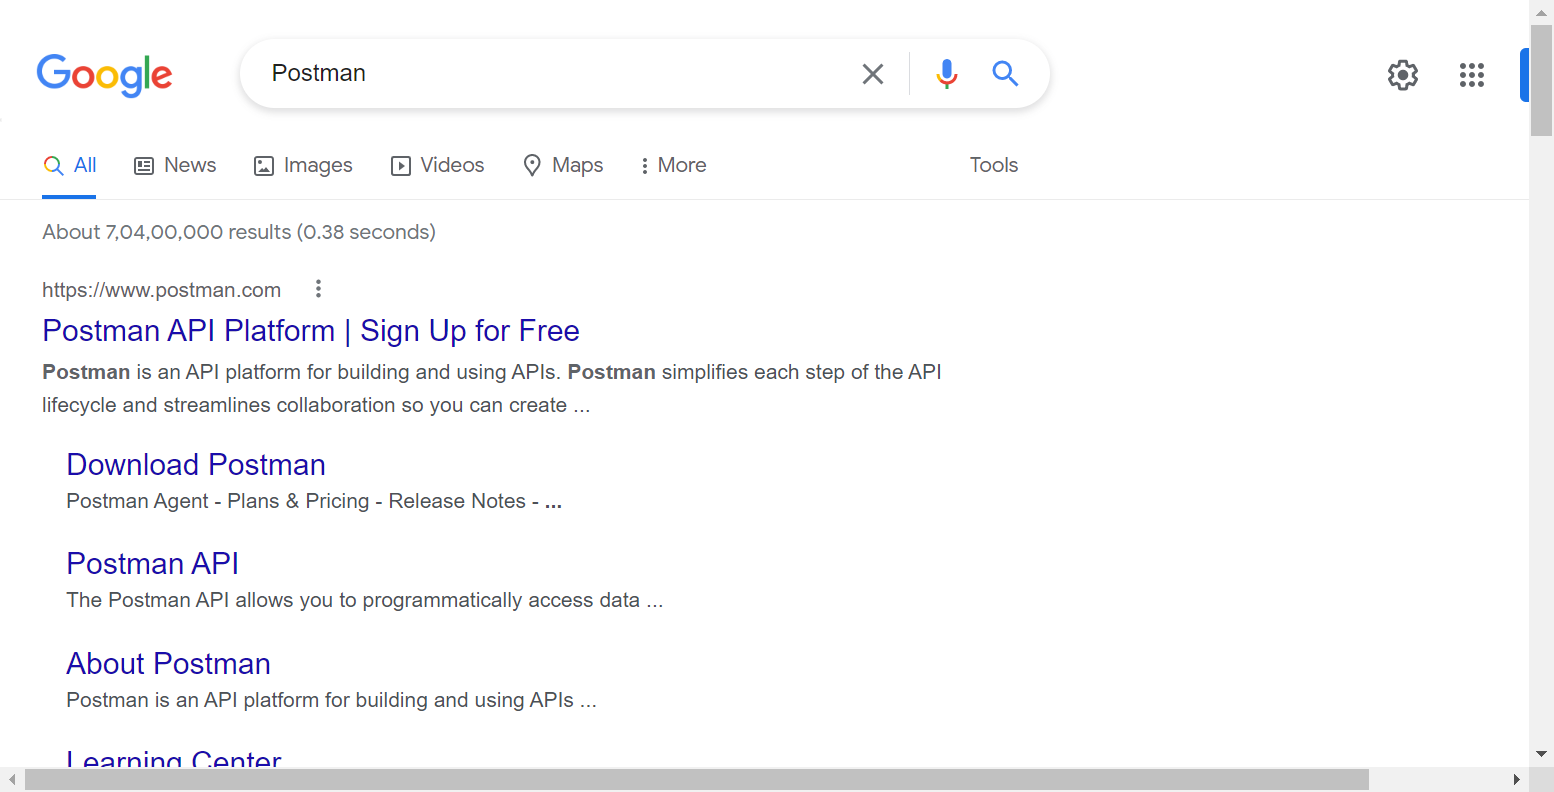 Google
Postman
All News Images Videos Maps More Tools
About 7,04,00,000 results (0.38 seconds)
https://www.postman.com
Postman API Platform | Sign Up for Free
Postman is an API platform for building and using APIs. Postman simplifies each step of the API
lifecycle and streamlines collaboration so you can create ...
Download Postman
Postman Agent - Plans & Pricing - Release Notes - ...
Postman API
The Postman API allows you to programmatically access data ...
About Postman
Postman is an API platform for building and using APIs ...
Learning Center